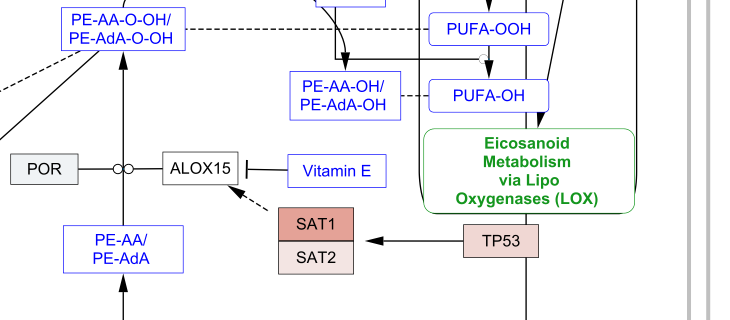 PE-AA-O-OH/
PE-AdA-O-OH
PUFA-OOH
PE-AA-OH/
PE-AdA-OH
PUFA-OH
Eicosanoid
Metabolism
via Lipo
Oxygenases (LOX)
POR
ALOX15
Vitamin E
SAT1
SAT2
TP53
PE-AA/
PE-AdA